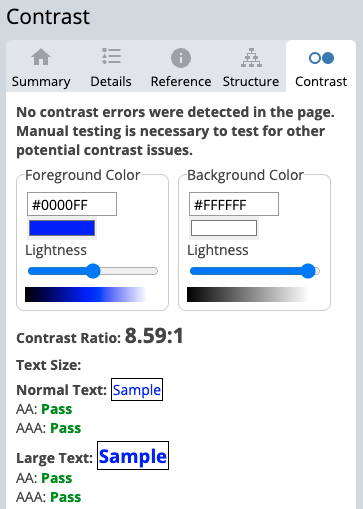 Contrast
Summary Details Reference Structure Contrast
No contrast errors were detected in the page.
Manual testing is necessary to test for other
potential contrast issues.
Foreground Color Background Color
#0000FF #FFFFFF
Lightness Lightness
Contrast Ratio: 8.59:1
Text Size:
Normal Text: Sample
AA: Pass
AAA: Pass
Large Text: Sample
AA: Pass
AAA: Pass